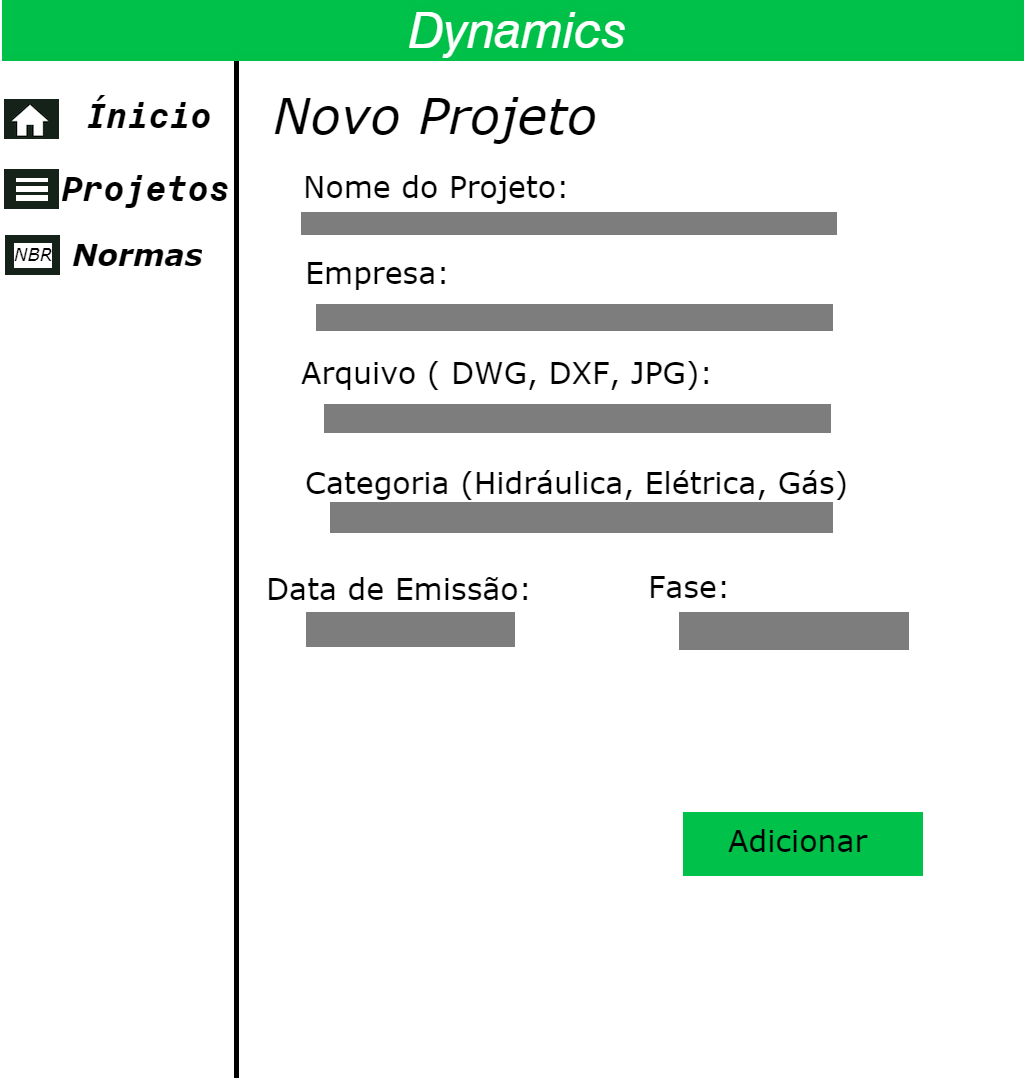 Dynamics
Ínicio
Projetos
NBR Normas
Novo Projeto
Nome do Projeto:
Empresa:
Arquivo ( DWG, DXF, JPG):
Categoria (Hidráulica, Elétrica, Gás)
Data de Emissão: Fase:
Adicionar